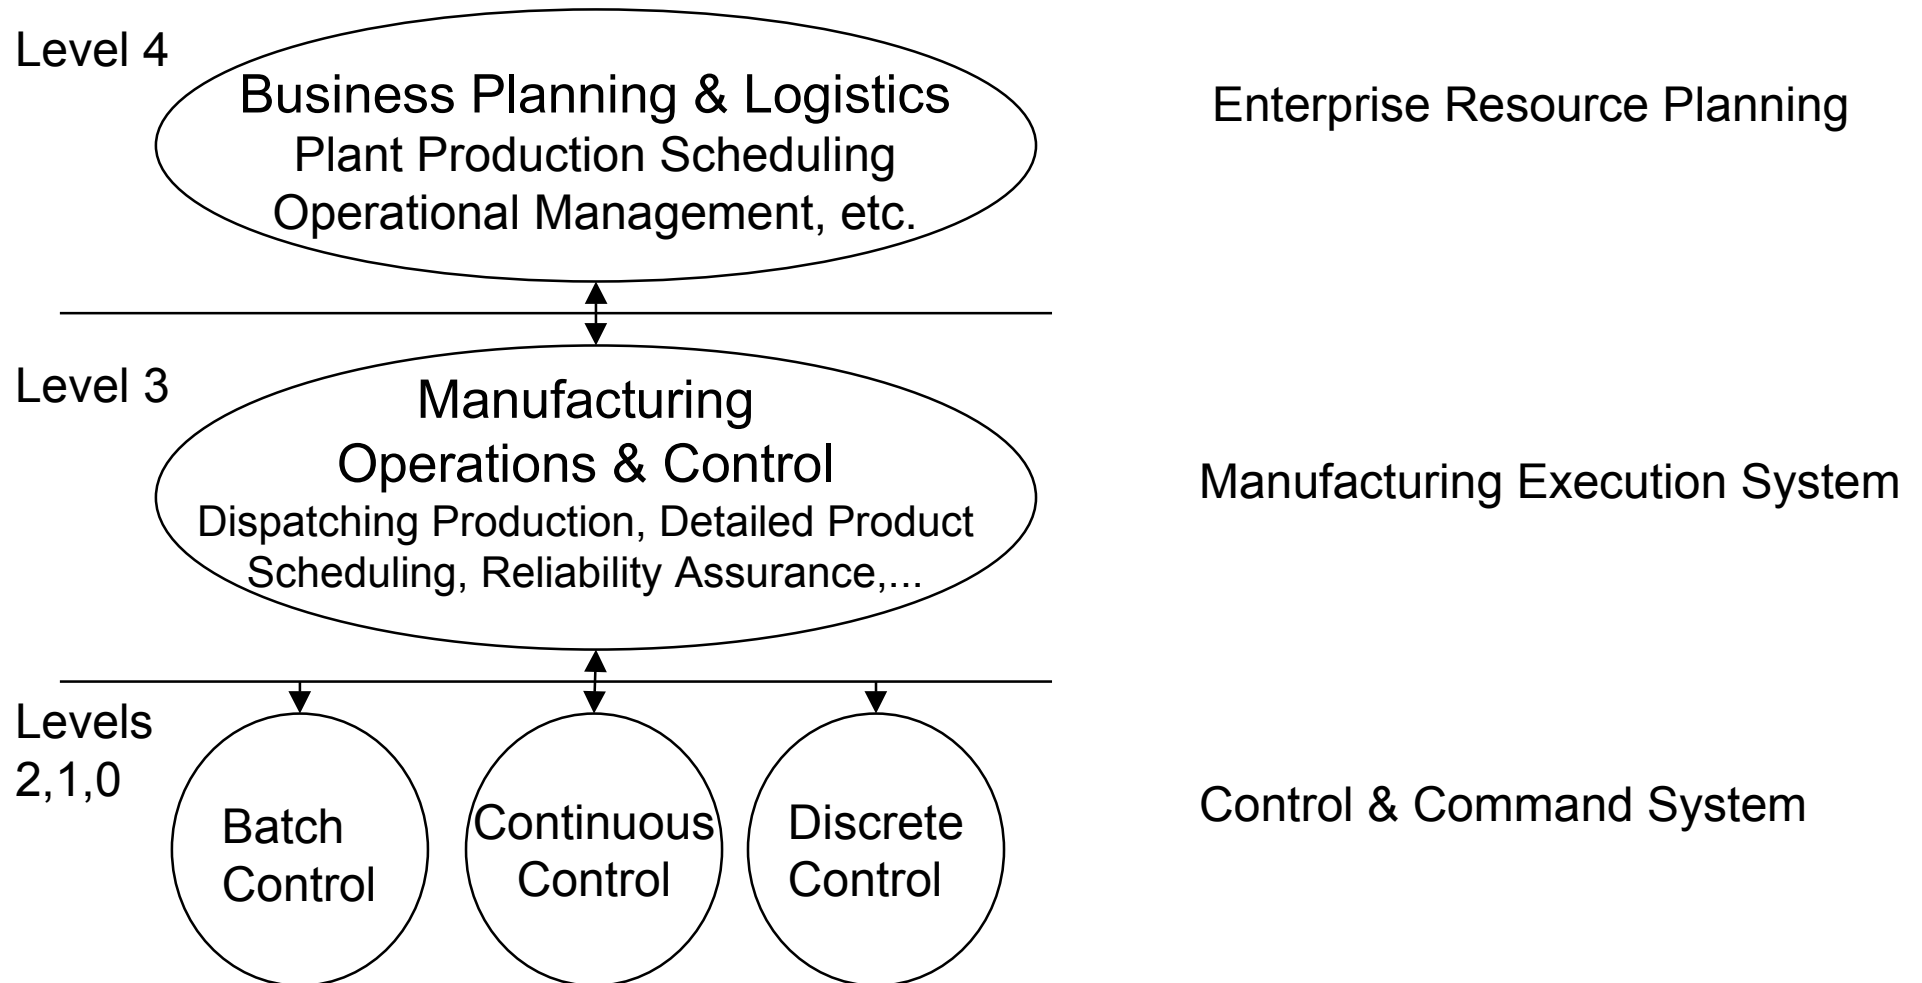 Level 4
Business Planning & Logistics
Plant Production Scheduling
Operational Management, etc.
Enterprise Resource Planning
Level 3
Manufacturing
Operations & Control
Dispatching Production, Detailed Product
Scheduling, Reliability Assurance,...
Manufacturing Execution System
Levels
2,1,0
Batch
Control
Continuous
Control
Discrete
Control
Control & Command System